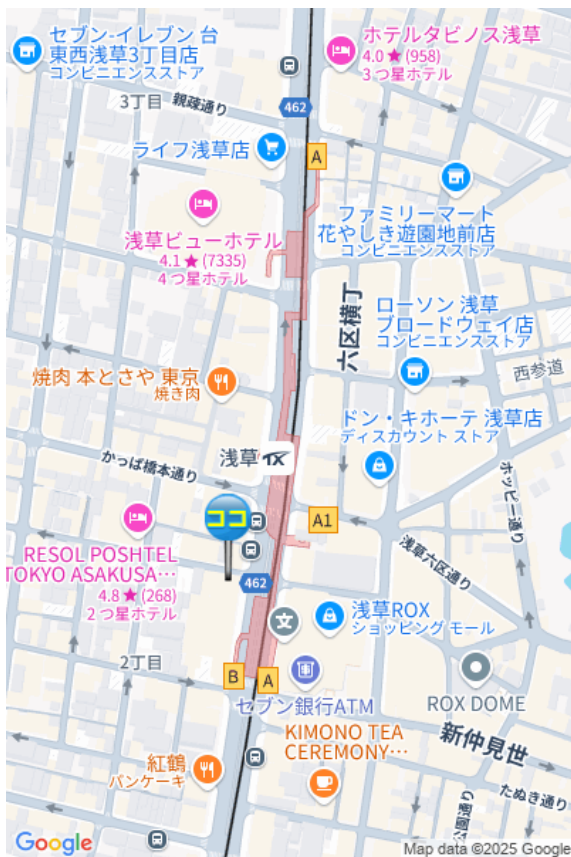 セブン-イレブン 台
東西浅草3丁目店
コンビニエンスストア
ホテルタビノス浅草
4.0★(958)
3 つ星ホテル
3丁目
親疎通り
462
ライフ浅草店
A
ファミリーマート
花やしき遊園地前店
コンビニエンスストア
浅草ビューホテル
4.1★(7335)
4 つ星ホテル
六区横丁
ローソン 浅草
ブロードウェイ店
コンビニエンスストア
西参道
焼肉 本とさや 東京
焼き肉
ドン・キホーテ 浅草店
ディスカウント ストア
浅草 TX
かっぱ橋本通り
ホッピー通り
ココ
A1
浅草六区通り
RESOL POSHTEL
TOKYO ASAKUSA…
4.8★(268)
2 つ星ホテル
462
文
浅草ROX
ショッピング モール
2丁目
B
A
セブン銀行ATM
ROX DOME
KIMONO TEA
CEREMONY…
新仲見世
紅鶴
パンケーキ
たぬき通り
公園通り
Google
Map data ©2025 Google